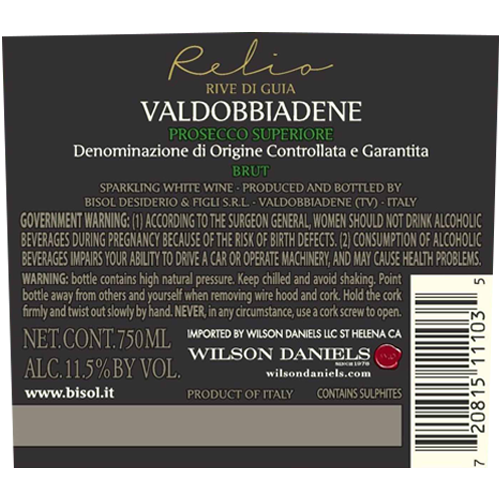 Relio
RIVE DI GUIA
VALDOBBIADENE
PROSECCO SUPERIORE
Denominazione di Origine Controllata e Garantita
BRUT
SPARKLING WHITE WINE - PRODUCED AND BOTTLED BY
BISOL DESIDERIO & FIGLI S.R.L. - VALDOBBIADENE (TV) - ITALY
GOVERNMENT WARNING: (1) ACCORDING TO THE SURGEON GENERAL, WOMEN SHOULD NOT DRINK ALCOHOLIC
BEVERAGES DURING PREGNANCY BECAUSE OF THE RISK OF BIRTH DEFECTS. (2) CONSUMPTION OF ALCOHOLIC
BEVERAGES IMPAIRS YOUR ABILITY TO DRIVE A CAR OR OPERATE MACHINERY, AND MAY CAUSE HEALTH PROBLEMS.
WARNING: bottle contains high natural pressure. Keep chilled and avoid shaking. Point
bottle away from others and yourself when removing wire hood and cork. Hold the cork
firmly and twist out slowly by hand. NEVER, in any circumstance, use a cork screw to open.
NET.CONT.750ML
ALC.11.5% BY VOL.
www.bisol.it
IMPORTED BY WILSON DANIELS LLC ST HELENA CA
WILSON DANIELS
SINCE 1978
wilsondaniels.com
PRODUCT OF ITALY
CONTAINS SULPHITES
7 20815 11103 5